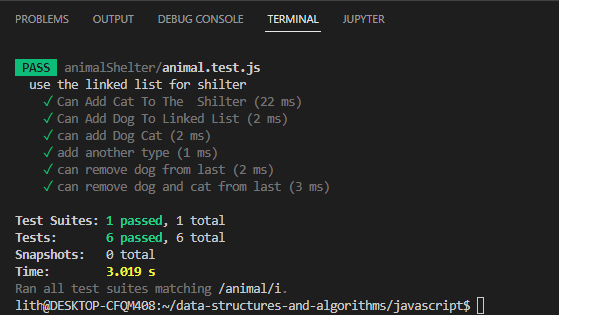 PROBLEMS OUTPUT DEBUG CONSOLE TERMINAL JUPYTER
PASS animalShelter/animal.test.js
use the linked list for shilter
✓ Can Add Cat To The  Shilter (22 ms)
✓ Can Add Dog To Linked List (2 ms)
✓ can add Dog Cat (2 ms)
✓ add another type (1 ms)
✓ can remove dog from last (2 ms)
✓ can remove dog and cat from last (3 ms)
Test Suites: 1 passed, 1 total
Tests: 6 passed, 6 total
Snapshots: 0 total
Time: 3.019 s
Ran all test suites matching /animal/i.
lith@DESKTOP-CFQM408:~/data-structures-and-algorithms/javascript$